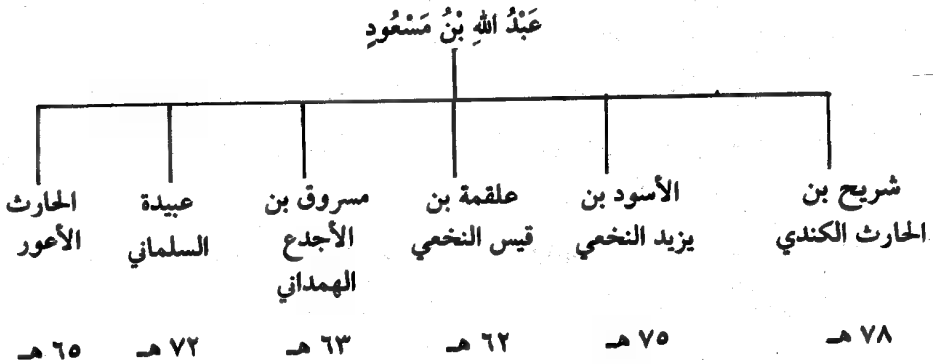 عَبْدُ اللهِ بْنُ مَسْعُودٍ
شريح بن
الحارث الكندي
٧٨ هـ
الأسود بن
يزيد النخعي
٧٥ هـ
علقمة بن
قيس النخعي
٦٢ هـ
مسروق بن
الأجدع
الهمداني
٦٣ هـ
عبيدة
السلماني
٧٢ هـ
الحارث
الأعور
٦٥ هـ